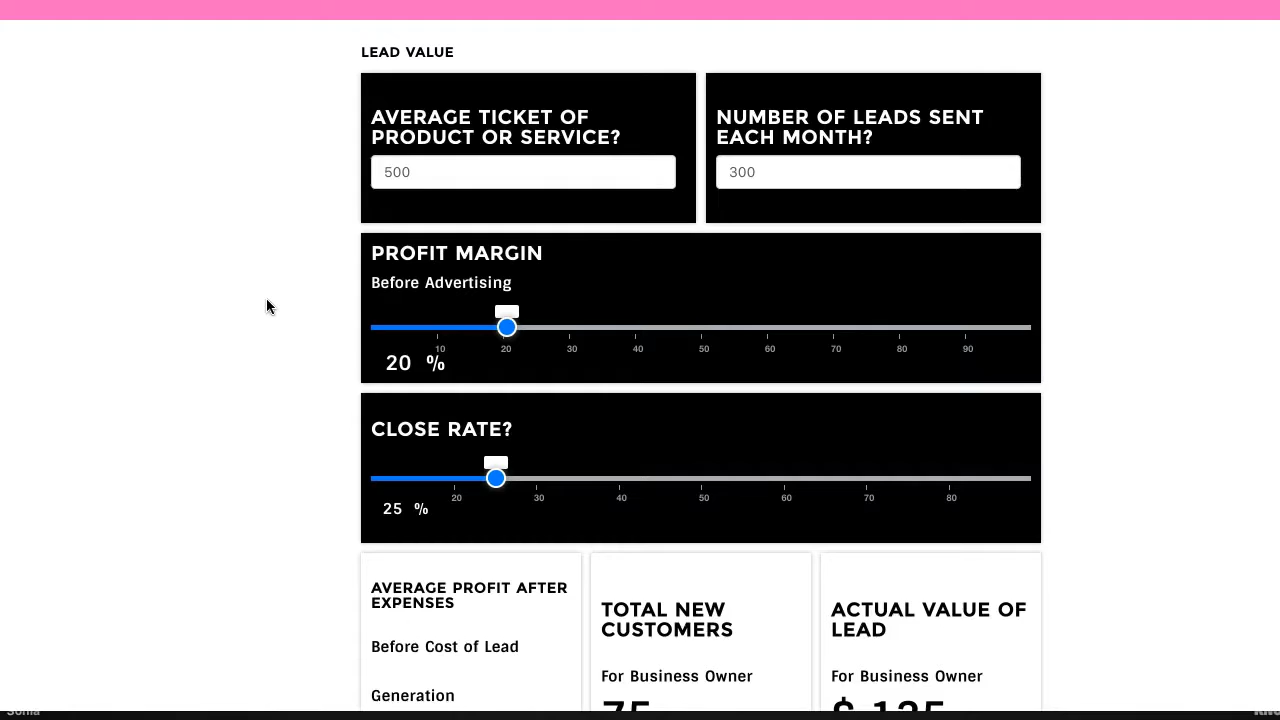 LEAD VALUE
AVERAGE TICKET OF
PRODUCT OR SERVICE?
500
NUMBER OF LEADS SENT
EACH MONTH?
300
PROFIT MARGIN
Before Advertising
10 20 30 40 50 60 70 80 90
20 %
CLOSE RATE?
20 30 40 50 60 70 80
25 %
AVERAGE PROFIT AFTER
EXPENSES
Before Cost of Lead
Generation
TOTAL NEW
CUSTOMERS
For Business Owner
75
ACTUAL VALUE OF
LEAD
For Business Owner
$ 125